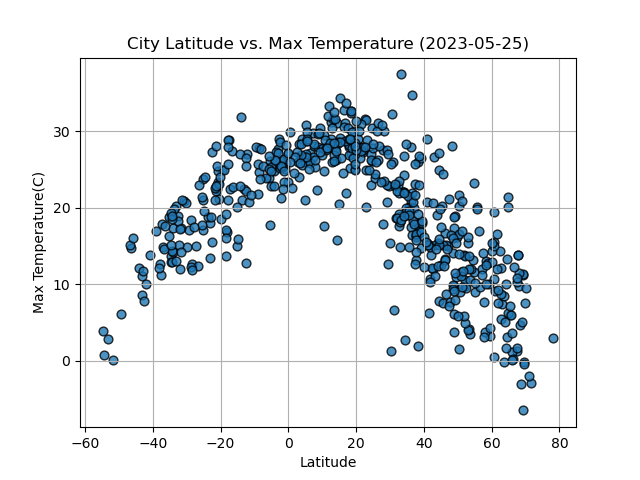 City Latitude vs. Max Temperature (2023-05-25)
Max Temperature(C)
30
20
10
0
−60 −40 −20 0 20 40 60 80
Latitude